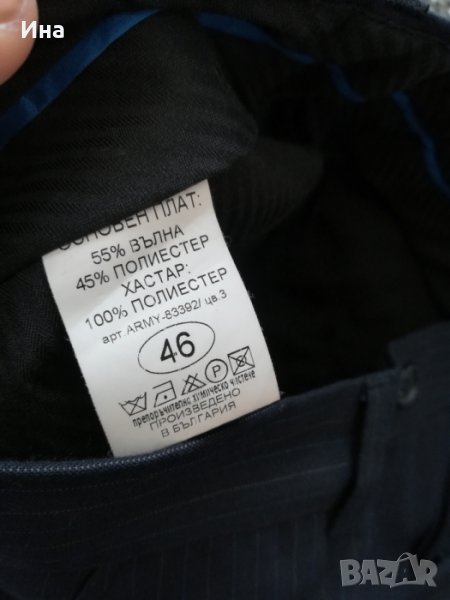 Ина
ОСНОВЕН ПЛАТ:
55% ВЪЛНА
45% ПОЛИЕСТЕР
ХАСТАР:
100% ПОЛИЕСТЕР
арт. ARMY-83392/ цв.3
46
P
препоръчително химическо чистене
ПРОИЗВЕДЕНО
В БЪЛГАРИЯ
BAZAR